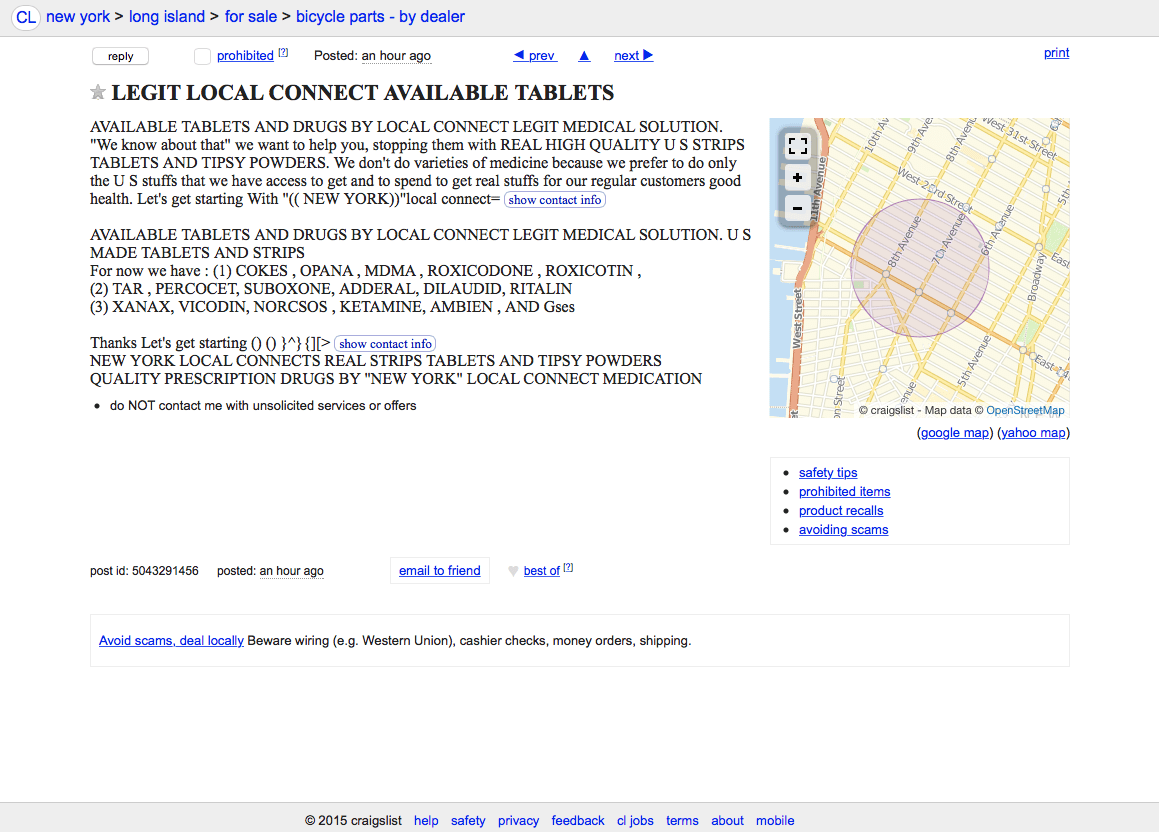 CL new york > long island > for sale > bicycle parts - by dealer
reply prohibited [?] Posted: an hour ago ◀ prev ▲ next ▶ print
LEGIT LOCAL CONNECT AVAILABLE TABLETS
AVAILABLE TABLETS AND DRUGS BY LOCAL CONNECT LEGIT MEDICAL SOLUTION.
"We know about that" we want to help you, stopping them with REAL HIGH QUALITY U S STRIPS
TABLETS AND TIPSY POWDERS. We don't do varieties of medicine because we prefer to do only
the U S stuffs that we have access to get and to spend to get real stuffs for our regular customers good
health. Let's get starting With "(( NEW YORK))"local connect= show contact info
AVAILABLE TABLETS AND DRUGS BY LOCAL CONNECT LEGIT MEDICAL SOLUTION. U S
MADE TABLETS AND STRIPS
For now we have : (1) COKES , OPANA , MDMA , ROXICODONE , ROXICOTIN ,
(2) TAR , PERCOCET, SUBOXONE, ADDERAL, DILAUDID, RITALIN
(3) XANAX, VICODIN, NORCSOS , KETAMINE, AMBIEN , AND Gses
Thanks Let's get starting () () }^} {][> show contact info
NEW YORK LOCAL CONNECTS REAL STRIPS TABLETS AND TIPSY POWDERS
QUALITY PRESCRIPTION DRUGS BY "NEW YORK" LOCAL CONNECT MEDICATION
• do NOT contact me with unsolicited services or offers
+
-
10th Av
9th Ave
8th Avenu
West 31st Street
11th Avenue
West 23rd Street
5th
8th Avenue
7th Avenue
6th Avenue
Broadway
East
West Street
5th Avenue
East 14
on Street
venue
© craigslist - Map data © OpenStreetMap
(google map) (yahoo map)
• safety tips
• prohibited items
• product recalls
• avoiding scams
post id: 5043291456 posted: an hour ago email to friend best of [?]
Avoid scams, deal locally Beware wiring (e.g. Western Union), cashier checks, money orders, shipping.
© 2015 craigslist help safety privacy feedback cl jobs terms about mobile